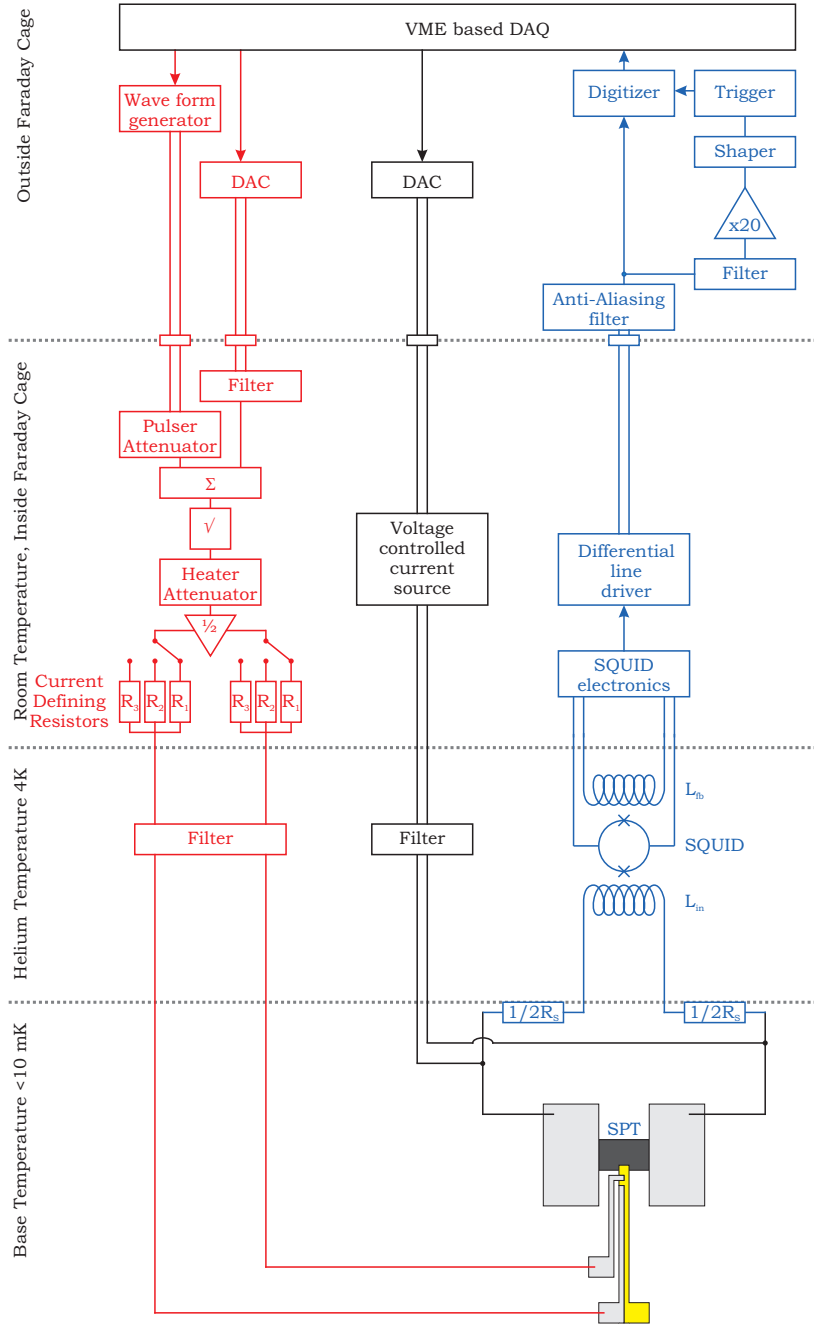 VME based DAQ
Outside Faraday Cage
Wave form
generator
DAC
DAC
Digitizer
Trigger
Shaper
x20
Filter
Anti-Aliasing
filter
Room Temperature, Inside Faraday Cage
Filter
Pulser
Attenuator
Σ
√
Heater
Attenuator
½
Voltage
controlled
current
source
Differential
line
driver
SQUID
electronics
Current
Defining
Resistors
R₃
R₂
R₁
R₃
R₂
R₁
Helium Temperature 4K
Filter
Filter
L_fb
SQUID
L_in
Base Temperature <10 mK
1/2Rₛ
1/2Rₛ
SPT